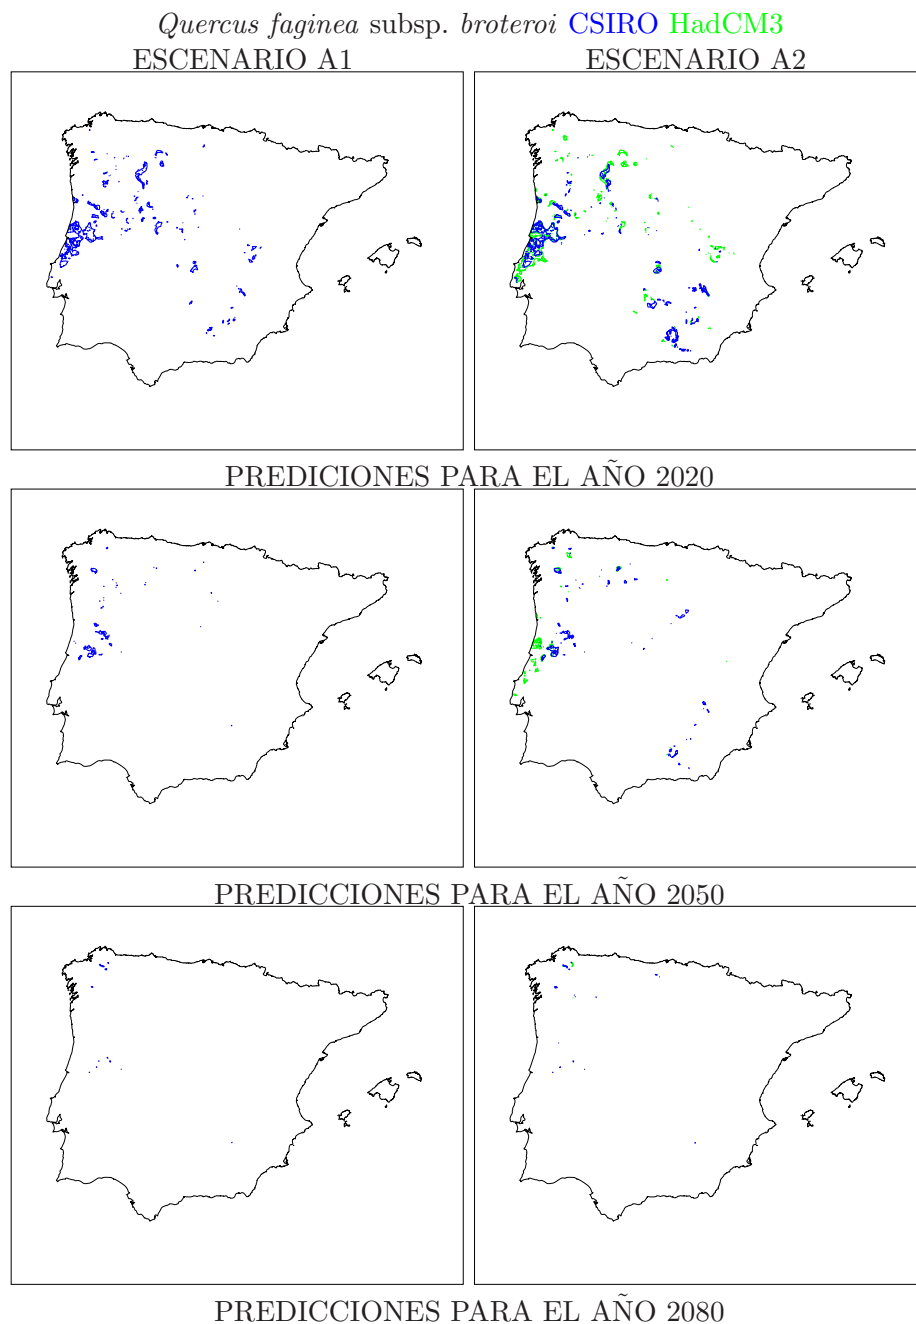 Quercus faginea subsp. broteroi CSIRO HadCM3
ESCENARIO A1 ESCENARIO A2
PREDICIONES PARA EL AÑO 2020
PREDICCIONES PARA EL AÑO 2050
PREDICCIONES PARA EL AÑO 2080